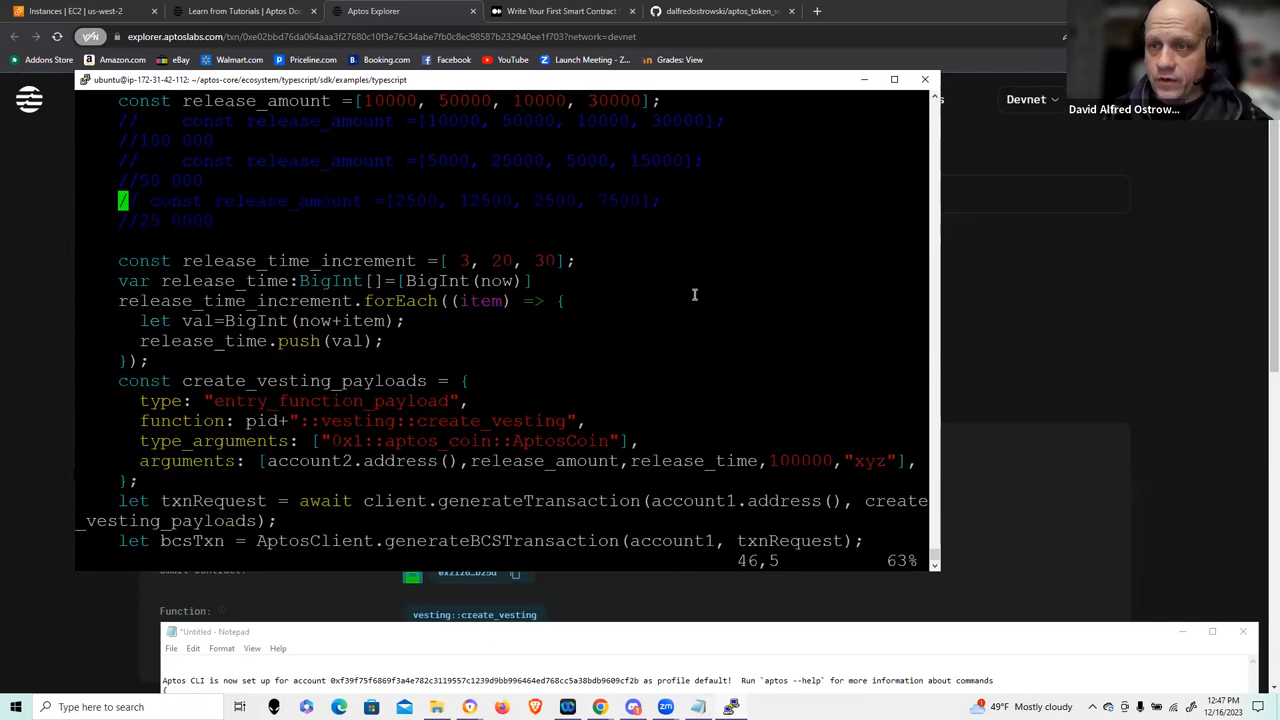 Instances | EC2 | us-west-2
Learn from Tutorials | Aptos Doc
Aptos Explorer
Write Your First Smart Contract
dalfredostrowski/aptos_token_v
explorer.aptoslabs.com/txn/0xe02bbd76da064aaa3f27680c10f3e76c34abe7bfc0c9e88c98587b232940ee1f703?network=devnet
Addons Store
Amazon.com
eBay
Walmart.com
Priceline.com
Booking.com
Facebook
YouTube
LiveJournal
Office Meeting - Zo...
Grades: View
David Alfred Ostrow...
Devnet
ubuntu@ip-172-31-42-112: ~/aptos-core/ecosystem/typescript/sdk/examples/typescript
const release_amount =[10000, 50000, 10000, 30000];
//    const release_amount =[10000, 50000, 10000, 30000];
//100 000
//    const release_amount =[5000, 25000, 5000, 15000];
//50 000
// const release_amount =[2500, 12500, 2500, 7500];
//25 0000
const release_time_increment =[ 3, 20, 30];
var release_time:BigInt[]=[BigInt(now)]
release_time_increment.forEach((item) => {
let val=BigInt(now+item);
release_time.push(val);
});
const create_vesting_payloads = {
type: "entry_function_payload",
function: pid+"::vesting::create_vesting",
type_arguments: ["0x1::aptos_coin::AptosCoin"],
arguments: [account2.address(),release_amount,release_time,100000,"xyz"],
};
let txnRequest = await client.generateTransaction(account1.address(), create
_vesting_payloads);
let bcsTxn = AptosClient.generateBCSTransaction(account1, txnRequest);
46,5
63%
Smart Contract:
Function:
vesting::create_vesting
*Untitled - Notepad
File Edit Format View Help
Aptos CLI is now set up for account 0xf39f75f6869f3a4e782c3119557c1239d9bb996464ed768cc5a38bdb9609cf2b as profile default!  Run `aptos --help` for more information about commands
{
Type here to search
49°F Mostly cloudy
12:47 PM
12/16/2023